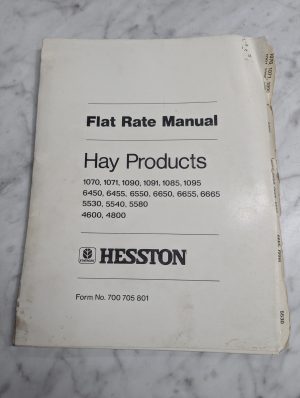 Flat Rate Manual
Hay Products
1070, 1071, 1090, 1091, 1085, 1095
6450, 6455, 6550, 6650, 6655, 6665
5530, 5540, 5580
4600, 4800
HESSTON
Form No. 700 705 801
5530